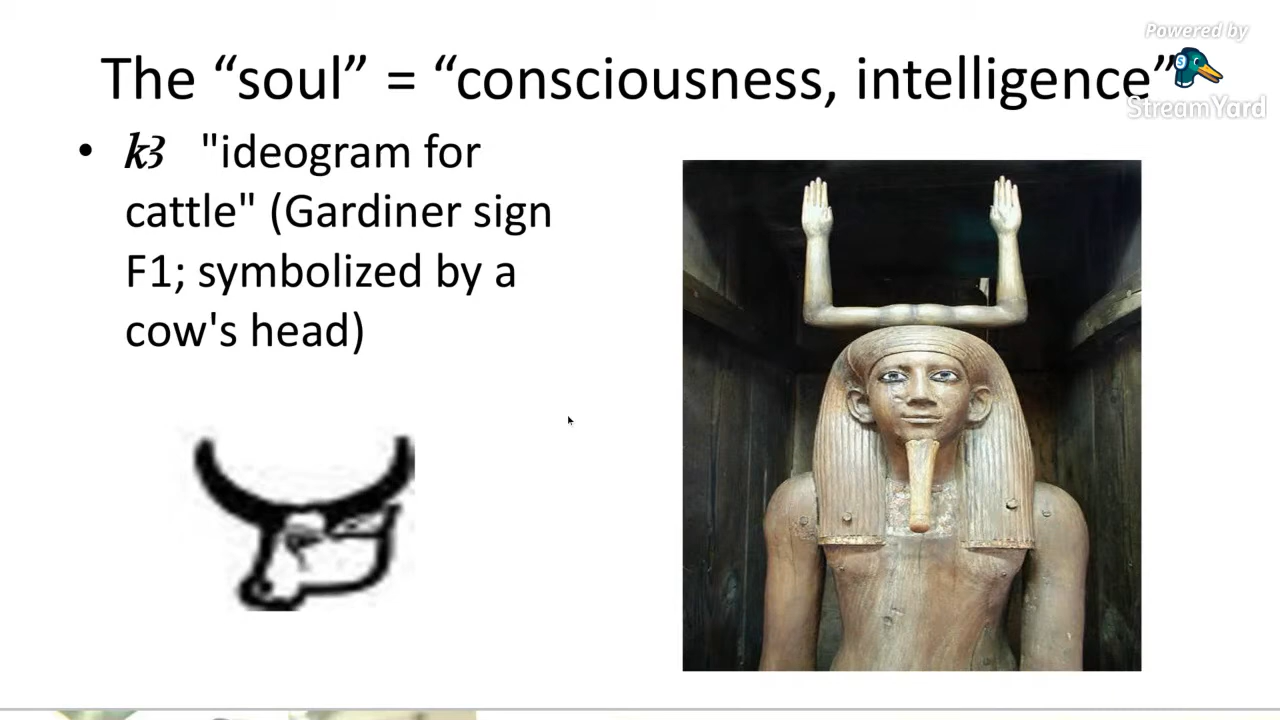 Powered by
The “soul” = “consciousness, intelligence”
StreamYard
• kꜣ "ideogram for
cattle" (Gardiner sign
F1; symbolized by a
cow's head)